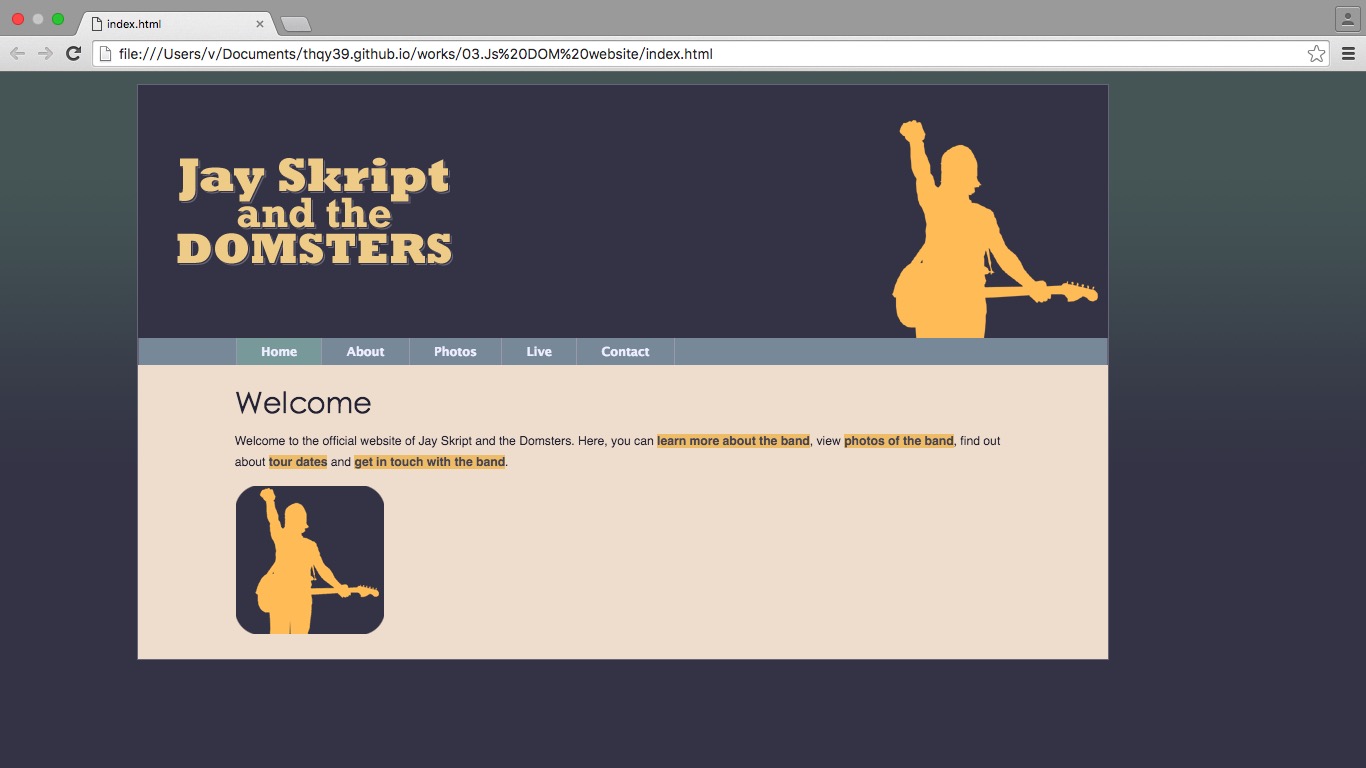 index.html
file:///Users/v/Documents/thqy39.github.io/works/03.Js%20DOM%20website/index.html
Jay Skript
and the
DOMSTERS
Home About Photos Live Contact
Welcome
Welcome to the official website of Jay Skript and the Domsters. Here, you can learn more about the band, view photos of the band, find out
about tour dates and get in touch with the band.